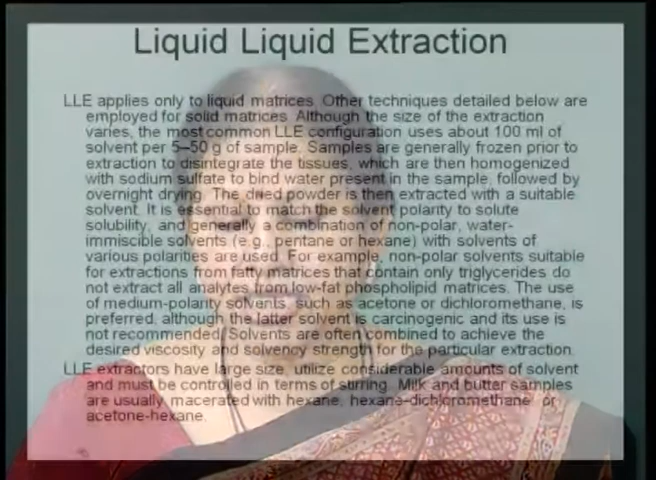 Liquid Liquid Extraction
LLE applies only to liquid matrices. Other techniques detailed below are
employed for solid matrices. Although the size of the extraction
varies, the most common LLE configuration uses about 100 ml of
solvent per 5–50 g of sample. Samples are generally frozen prior to
extraction to disintegrate the tissues, which are then homogenized
with sodium sulfate to bind water present in the sample, followed by
overnight drying. The dried powder is then extracted with a suitable
solvent. It is essential to match the solvent polarity to solute
solubility, and generally a combination of non-polar, water-
immiscible solvents (e.g., pentane or hexane) with solvents of
various polarities are used. For example, non-polar solvents suitable
for extractions from fatty matrices that contain only triglycerides do
not extract all analytes from low-fat phospholipid matrices. The use
of medium-polarity solvents, such as acetone or dichloromethane, is
preferred, although the latter solvent is carcinogenic and its use is
not recommended. Solvents are often combined to achieve the
desired viscosity and solvency strength for the particular extraction.
LLE extractors have large size, utilize considerable amounts of solvent
and must be controlled in terms of stirring. Milk and butter samples
are usually macerated with hexane, hexane–dichloromethane, or
acetone-hexane.